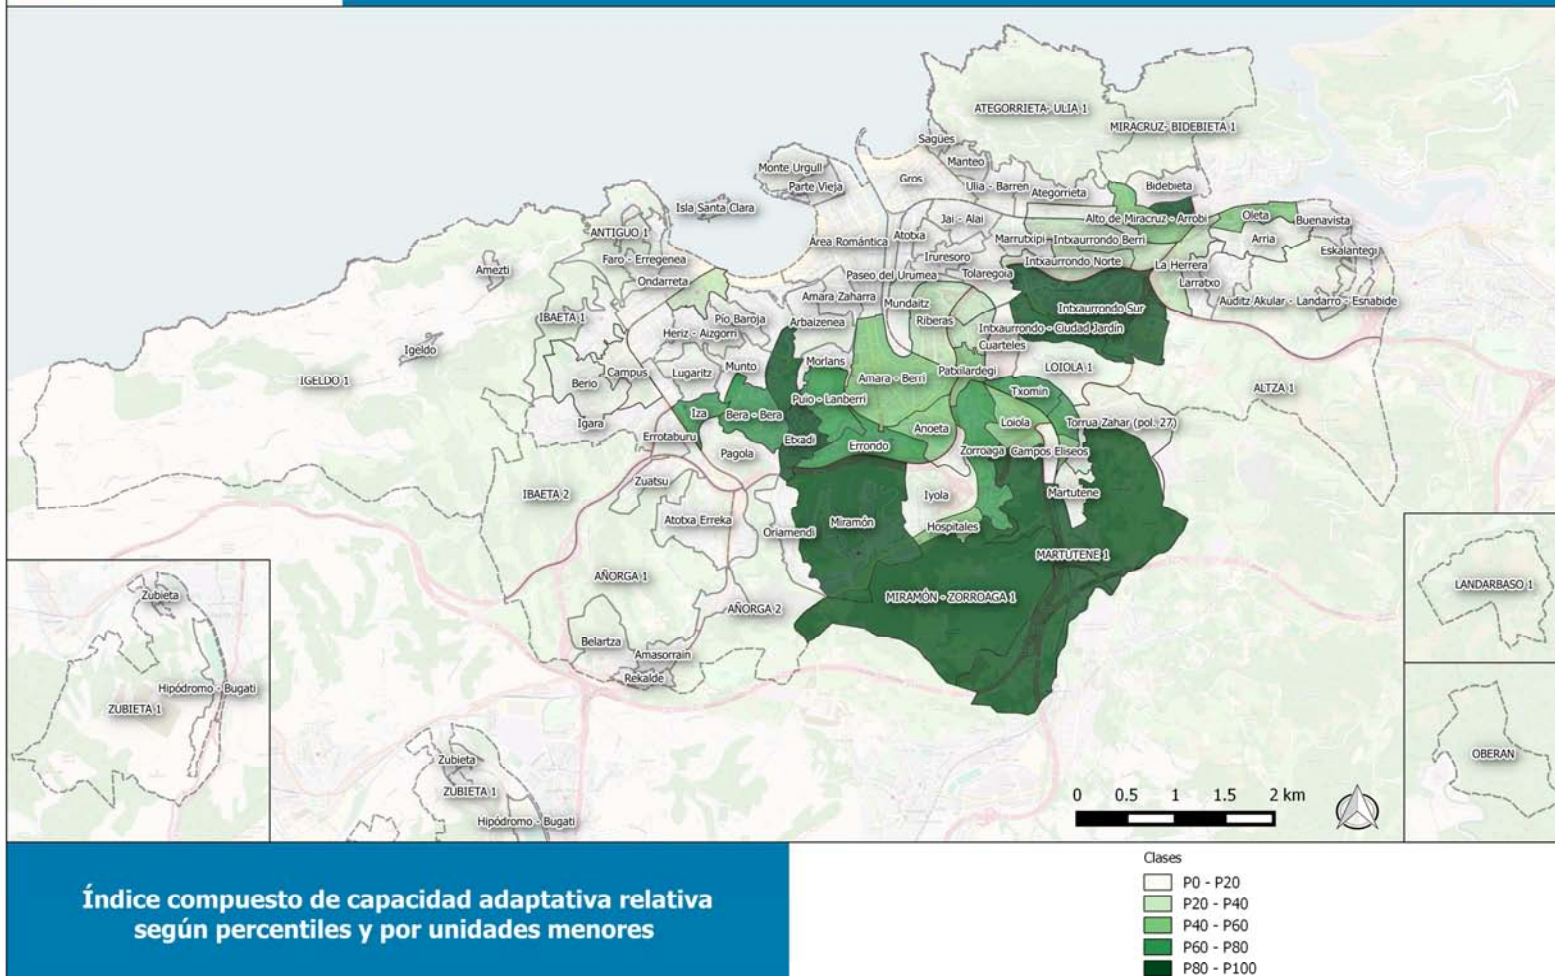 ATEGORRIETA- ULIA 1
MIRACRUZ- BIDEBIETA 1
Sagües
Manteo
Monte Urgull
Parte Vieja
Gros
Ulia - Barren
Ategorrieta
Bidebieta
Isla Santa Clara
Jai - Alai
Alto de Miracruz - Arrobi
Oleta
Buenavista
ANTIGUO 1
Área Romántica
Atotxa
Marrutxipi
Intxaurrondo Berri
Arria
Eskalantegi
Faro - Erregenea
Iruresoro
Intxaurrondo Norte
La Herrera
Amezti
Ondarreta
Paseo del Urumea
Tolaregoia
Larratxo
Amara Zaharra
Mundaitz
Auditz Akular - Landarro - Esnabide
IBAETA 1
Pío Baroja
Arbaizenea
Riberas
Intxaurrondo Sur
Heriz - Aizgorri
Intxaurrondo - Ciudad Jardín
Igeldo
Cuarteles
IGELDO 1
Berio
Campus
Lugaritz
Munto
Morlans
Amara - Berri
Patxilardegi
LOIOLA 1
ALTZA 1
Puio - Lanberri
Txomin
Igara
Iza
Bera - Bera
Errotaburu
Etxadi
Errondo
Anoeta
Loiola
Torrua Zahar (pol. 27)
Pagola
Zorroaga
Campos Eliseos
IBAETA 2
Zuatsu
Iyola
Martutene
Atotxa Erreka
Oriamendi
Miramón
Hospitales
MARTUTENE 1
AÑORGA 1
MIRAMÓN - ZORROAGA 1
AÑORGA 2
Belartza
Amasorrain
Rekalde
Zubieta
Hipódromo - Bugati
ZUBIETA 1
Zubieta
ZUBIETA 1
Hipódromo - Bugati
LANDARBASO 1
OBERAN
0 0.5 1 1.5 2 km
Índice compuesto de capacidad adaptativa relativa
según percentiles y por unidades menores
Clases
P0 - P20
P20 - P40
P40 - P60
P60 - P80
P80 - P100